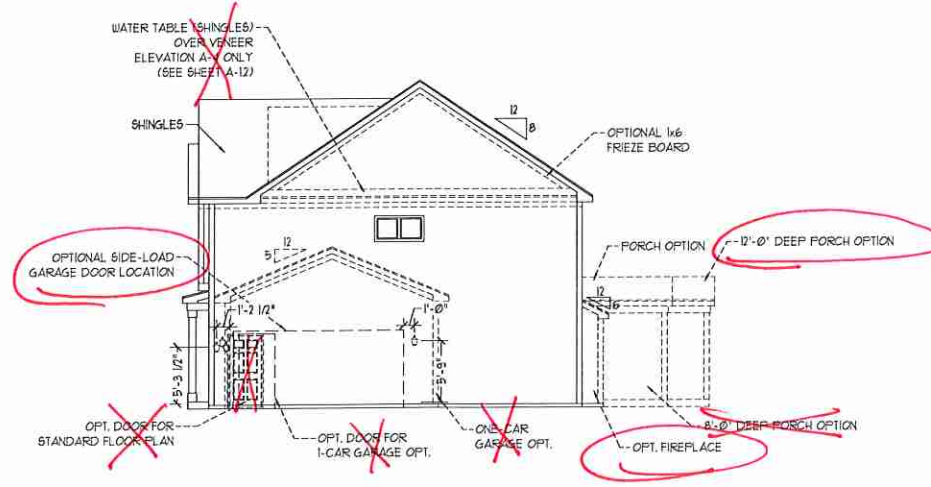 WATER TABLE (SHINGLES)
OVER VENEER
ELEVATION A-4 ONLY
(SEE SHEET A-12)
SHINGLES
12
8
OPTIONAL 1x6
FRIEZE BOARD
12
5
OPTIONAL SIDE-LOAD
GARAGE DOOR LOCATION
PORCH OPTION
12'-0" DEEP PORCH OPTION
12
6
1'-2 1/2"
1'-0"
5'-3 1/2"
5'-9"
OPT. DOOR FOR
STANDARD FLOOR PLAN
OPT. DOOR FOR
1-CAR GARAGE OPT.
ONE-CAR
GARAGE OPT.
OPT. FIREPLACE
8'-0" DEEP PORCH OPTION